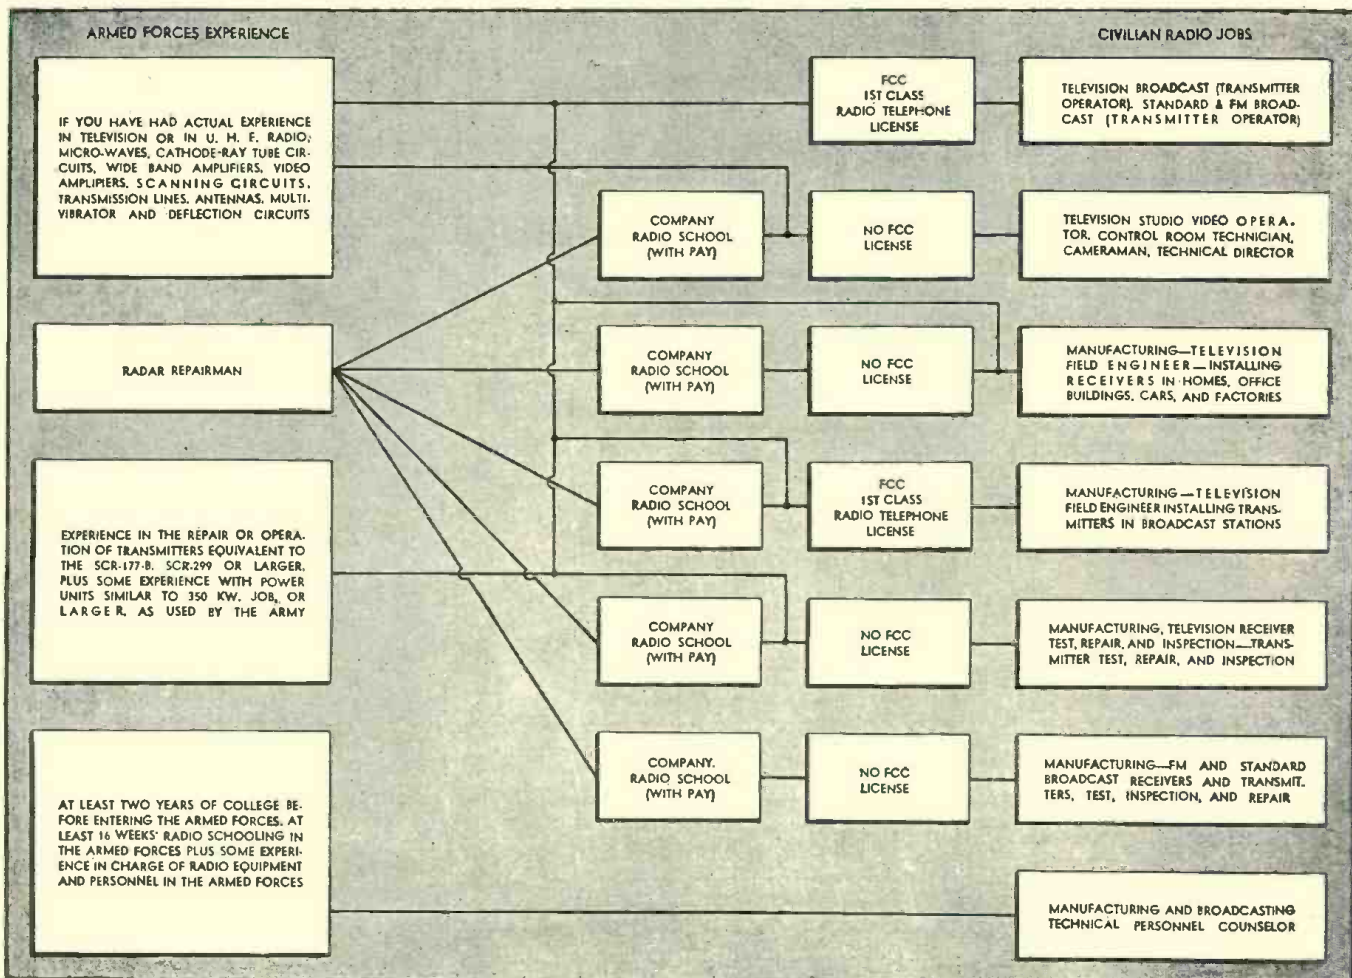 ARMED FORCES EXPERIENCE
CIVILIAN RADIO JOBS
IF YOU HAVE HAD ACTUAL EXPERIENCE
IN TELEVISION OR IN U. H. F. RADIO,
MICRO-WAVES, CATHODE-RAY TUBE CIR-
CUITS, WIDE BAND AMPLIFIERS, VIDEO
AMPLIFIERS, SCANNING CIRCUITS,
TRANSMISSION LINES, ANTENNAS, MULTI-
VIBRATOR AND DEFLECTION CIRCUITS
FCC
1ST CLASS
RADIO TELEPHONE
LICENSE
TELEVISION BROADCAST (TRANSMITTER
OPERATOR). STANDARD & FM BROAD-
CAST (TRANSMITTER OPERATOR)
COMPANY
RADIO SCHOOL
(WITH PAY)
NO FCC
LICENSE
TELEVISION STUDIO VIDEO OPERA-
TOR, CONTROL ROOM TECHNICIAN,
CAMERAMAN, TECHNICAL DIRECTOR
RADAR REPAIRMAN
COMPANY
RADIO SCHOOL
(WITH PAY)
NO FCC
LICENSE
MANUFACTURING—TELEVISION
FIELD ENGINEER—INSTALLING
RECEIVERS IN HOMES, OFFICE
BUILDINGS, CARS, AND FACTORIES
EXPERIENCE IN THE REPAIR OR OPERA-
TION OF TRANSMITTERS EQUIVALENT TO
THE SCR-177-B, SCR-299 OR LARGER,
PLUS SOME EXPERIENCE WITH POWER
UNITS SIMILAR TO 350 KW. JOB, OR
LARGER, AS USED BY THE ARMY
COMPANY
RADIO SCHOOL
(WITH PAY)
FCC
1ST CLASS
RADIO TELEPHONE
LICENSE
MANUFACTURING—TELEVISION
FIELD ENGINEER INSTALLING TRANS-
MITTERS IN BROADCAST STATIONS
COMPANY
RADIO SCHOOL
(WITH PAY)
NO FCC
LICENSE
MANUFACTURING, TELEVISION RECEIVER
TEST, REPAIR, AND INSPECTION—TRANS-
MITTER TEST, REPAIR, AND INSPECTION
AT LEAST TWO YEARS OF COLLEGE BE-
FORE ENTERING THE ARMED FORCES. AT
LEAST 16 WEEKS' RADIO SCHOOLING IN
THE ARMED FORCES PLUS SOME EXPERI-
ENCE IN CHARGE OF RADIO EQUIPMENT
AND PERSONNEL IN THE ARMED FORCES
COMPANY.
RADIO SCHOOL
(WITH PAY)
NO FCC
LICENSE
MANUFACTURING—FM AND STANDARD
BROADCAST RECEIVERS AND TRANSMIT-
TERS, TEST, INSPECTION, AND REPAIR
MANUFACTURING AND BROADCASTING
TECHNICAL PERSONNEL COUNSELOR